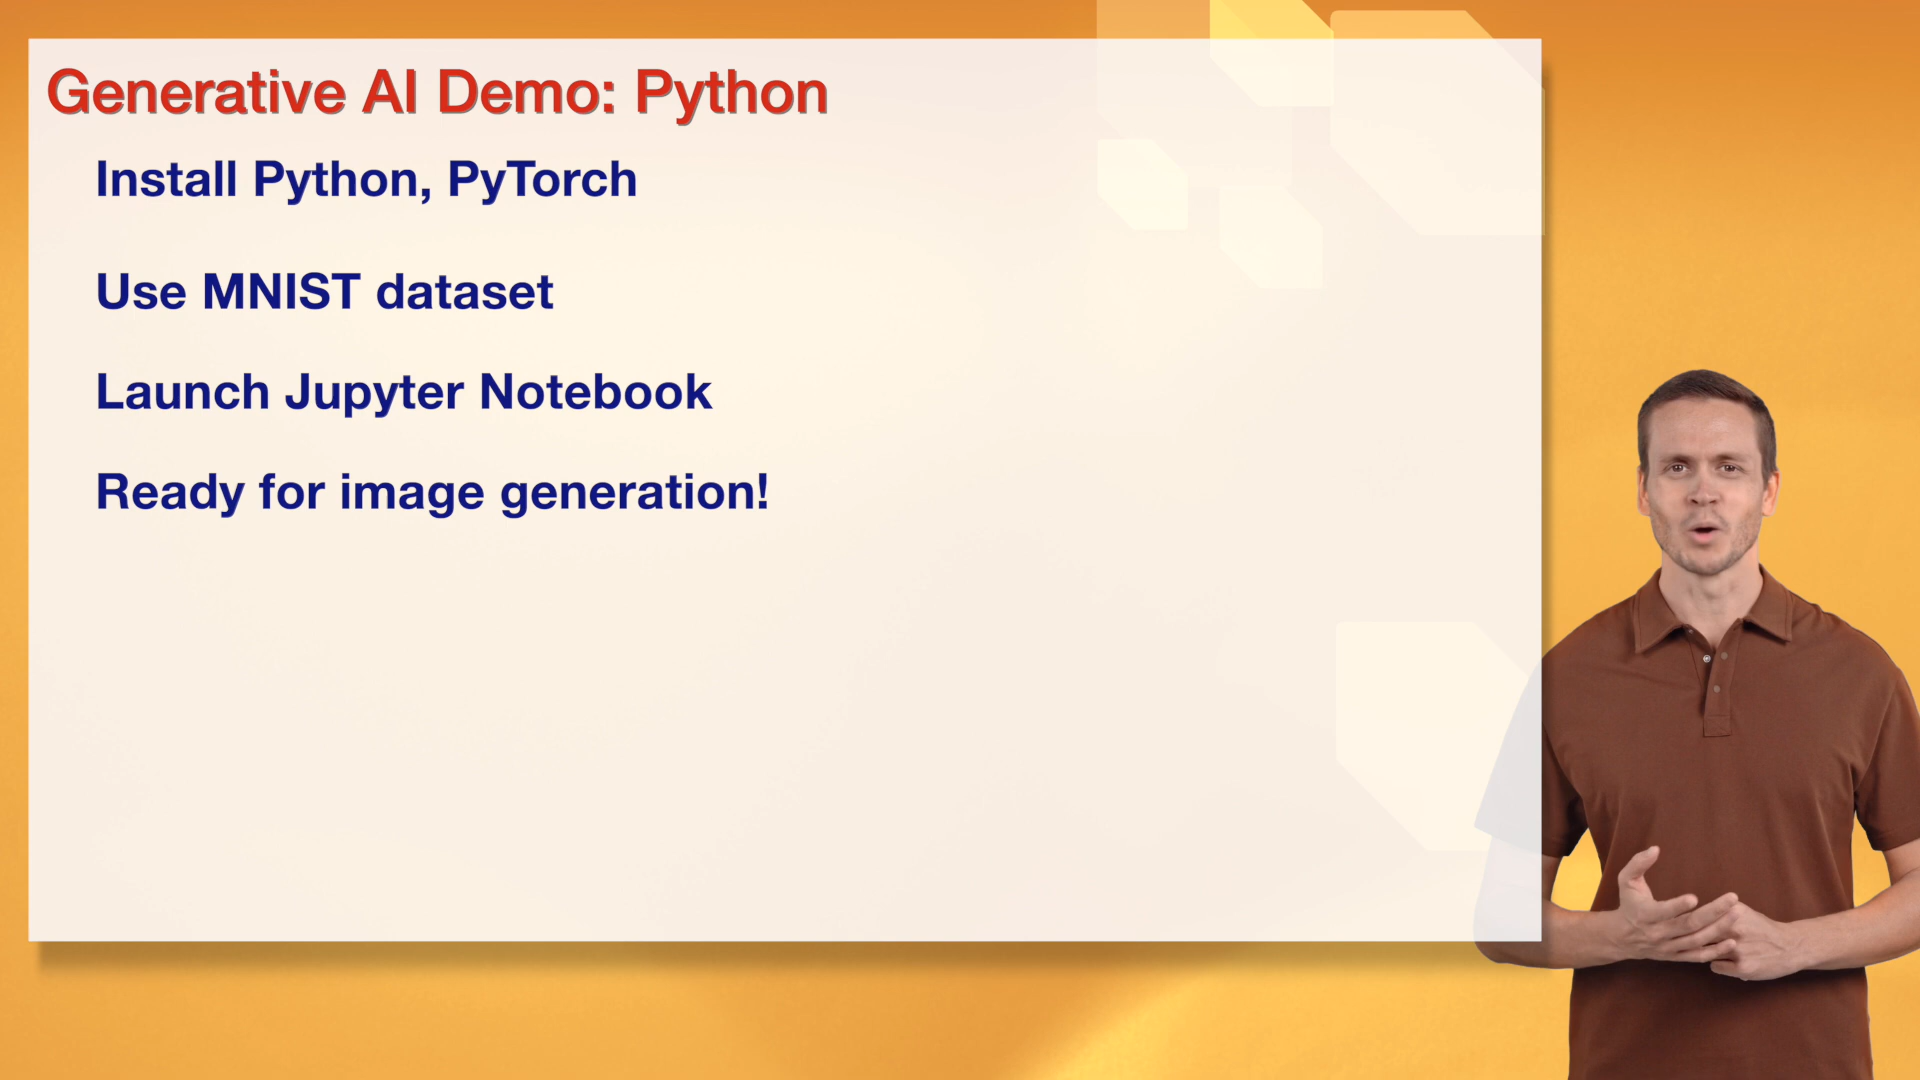 Generative AI Demo: Python
Install Python, PyTorch
Use MNIST dataset
Launch Jupyter Notebook
Ready for image generation!